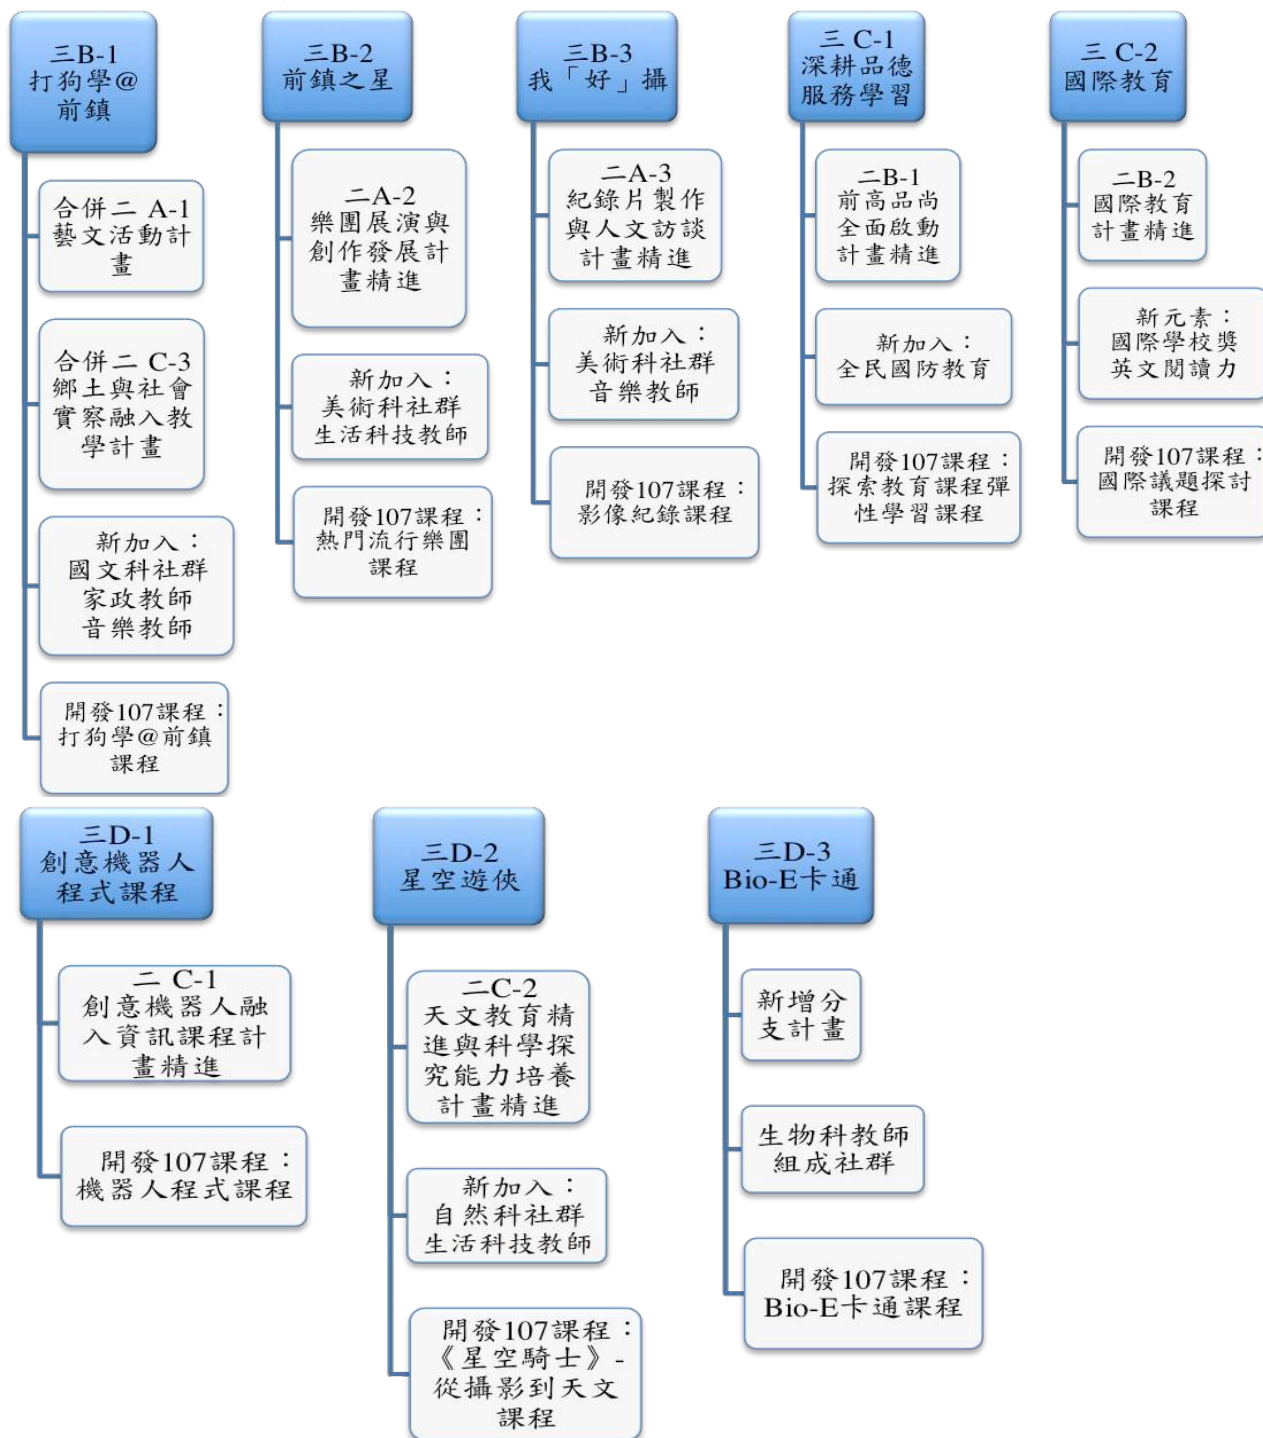 三B-1
打狗學@
前鎮
合併二 A-1
藝文活動計
畫
合併二 C-3
鄉土與社會
實察融入教
學計畫
新加入：
國文科社群
家政教師
音樂教師
開發107課程：
打狗學@前鎮
課程
三B-2
前鎮之星
二A-2
樂團展演與
創作發展計
畫精進
新加入：
美術科社群
生活科技教師
開發107課程：
熱門流行樂團
課程
三B-3
我「好」攝
二A-3
紀錄片製作
與人文訪談
計畫精進
新加入：
美術科社群
音樂教師
開發107課程：
影像紀錄課程
三 C-1
深耕品德
服務學習
二B-1
前高品尚
全面啟動
計畫精進
新加入：
全民國防教育
開發107課程：
探索教育課程彈
性學習課程
三 C-2
國際教育
二B-2
國際教育
計畫精進
新元素：
國際學校獎
英文閱讀力
開發107課程：
國際議題探討
課程
三D-1
創意機器人
程式課程
二 C-1
創意機器人融
入資訊課程計
畫精進
開發107課程：
機器人程式課程
三D-2
星空遊俠
二C-2
天文教育精
進與科學探
究能力培養
計畫精進
新加入：
自然科社群
生活科技教師
開發107課程：
《星空騎士》-
從攝影到天文
課程
三D-3
Bio-E卡通
新增分
支計畫
生物科教師
組成社群
開發107課程：
Bio-E卡通課程